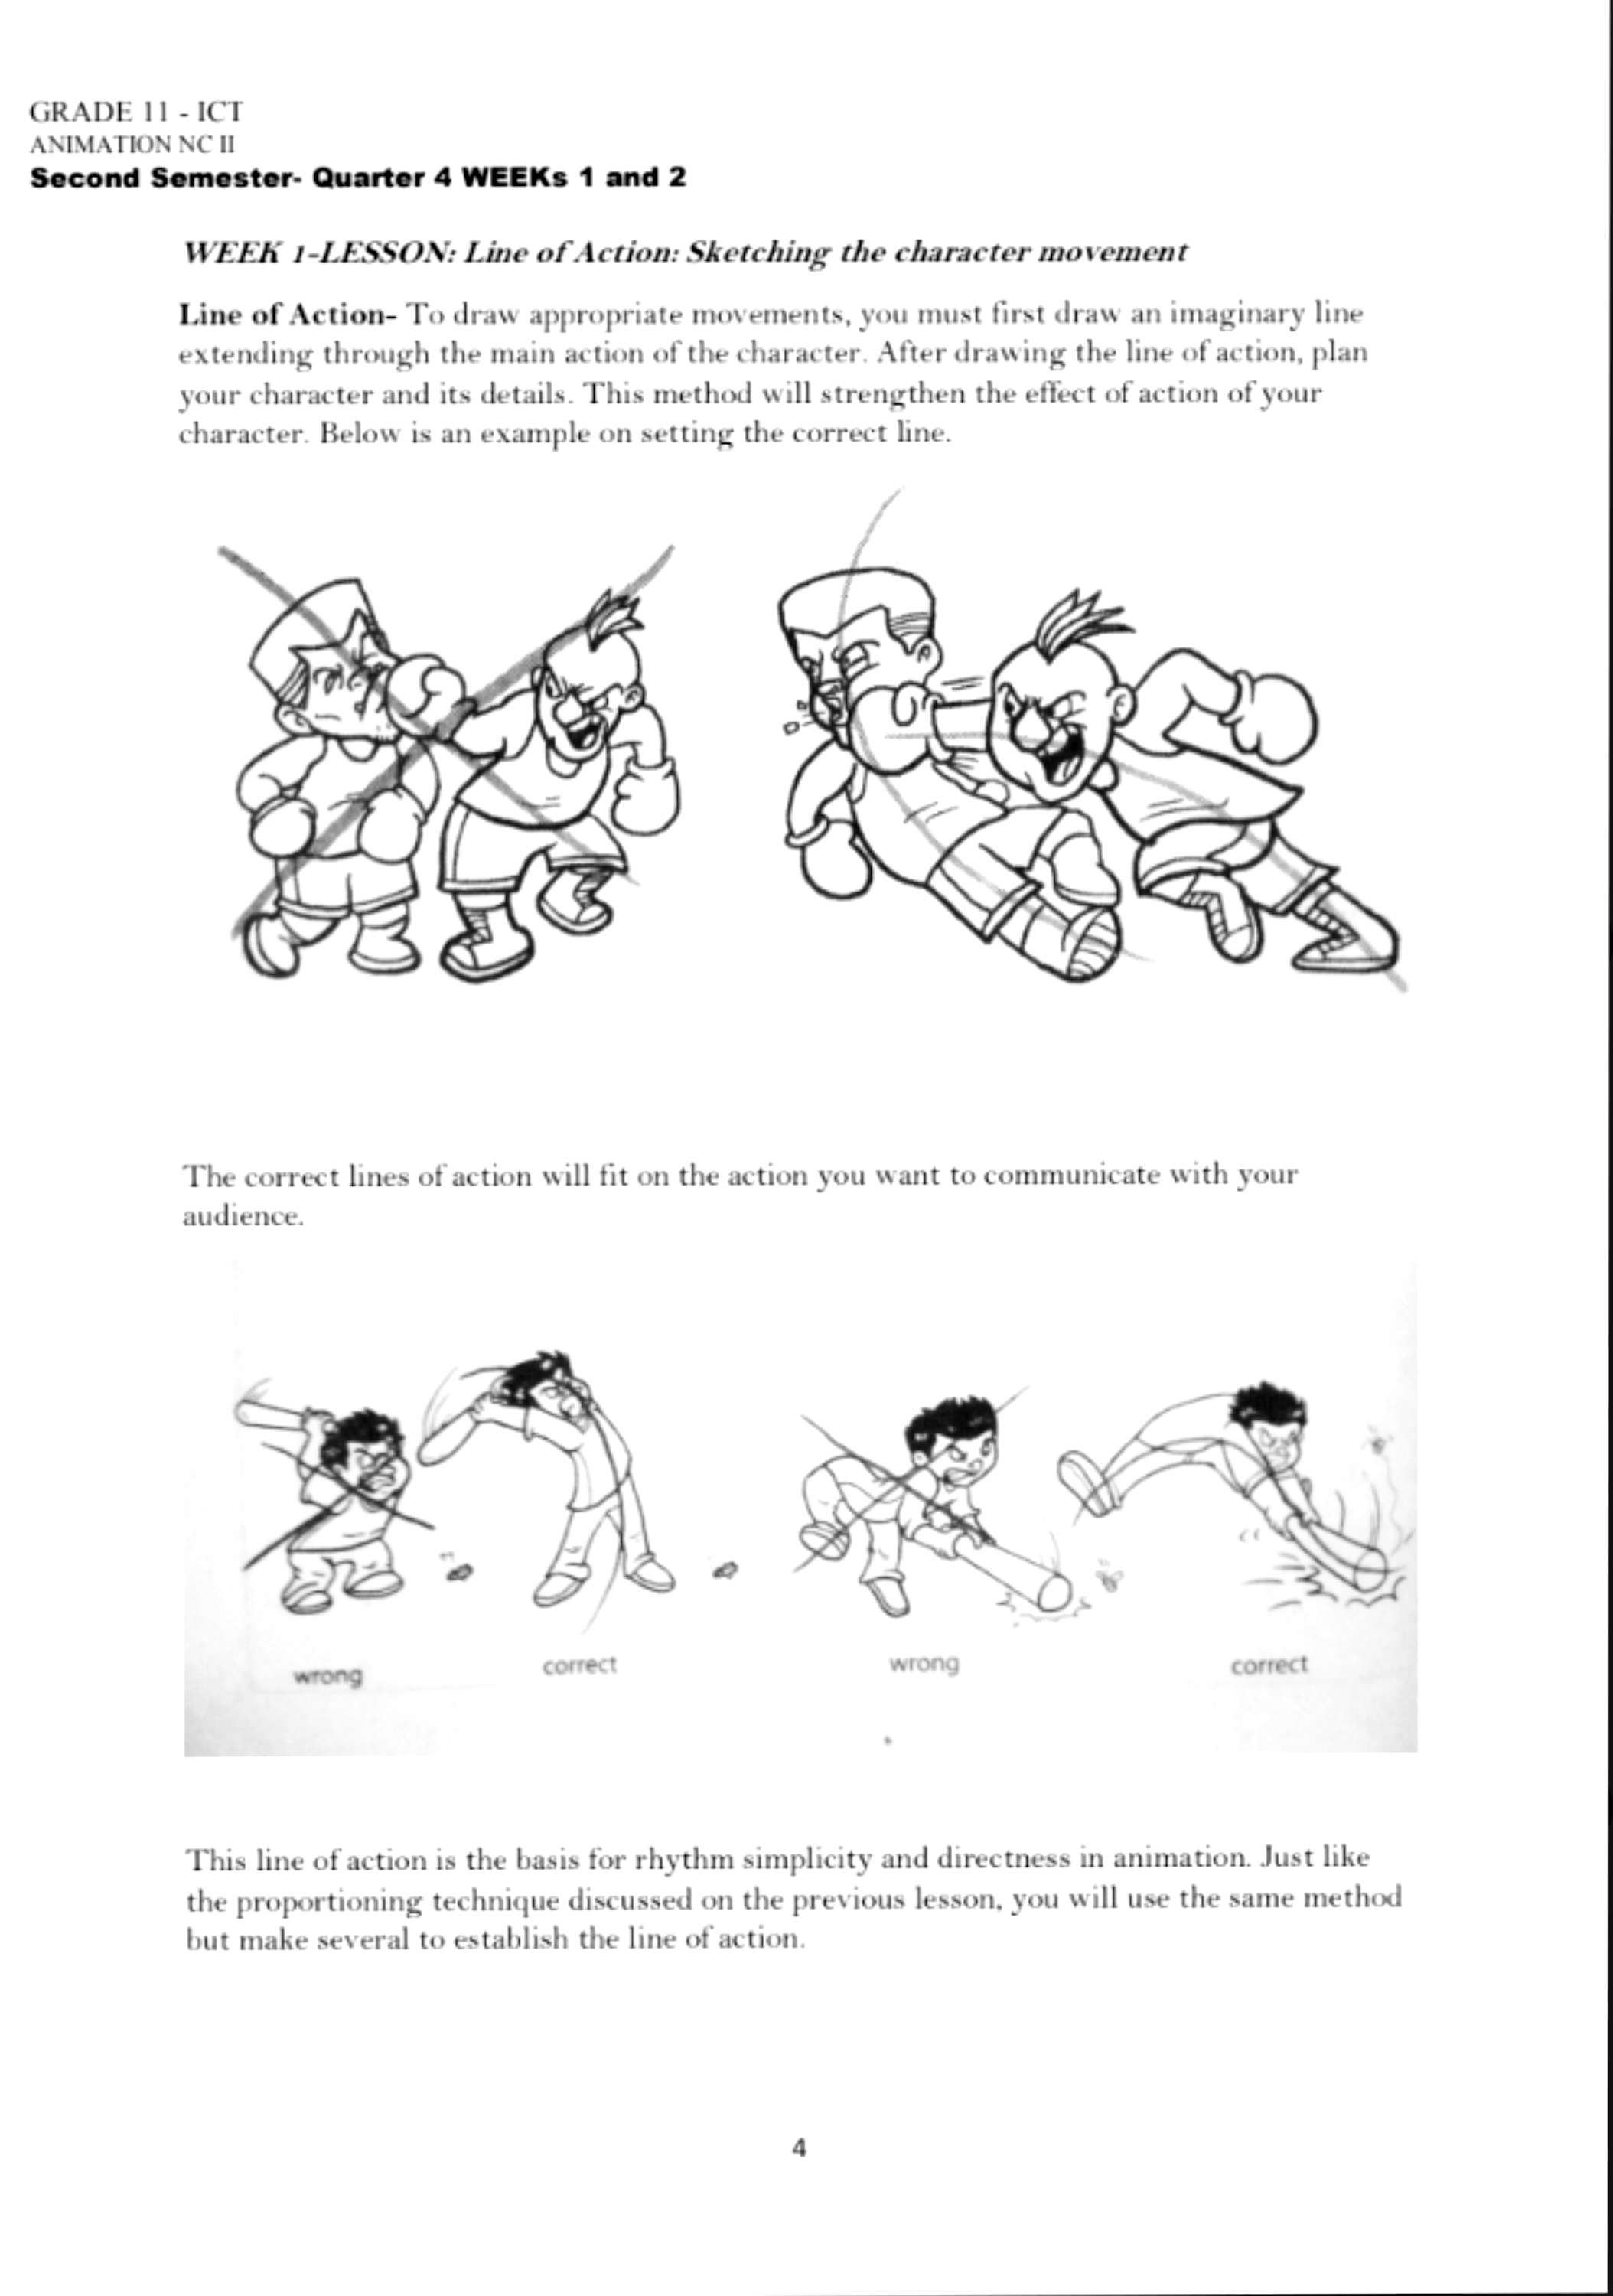 GRADE 11 - ICT
ANIMATION NC II
Second Semester- Quarter 4 WEEKs 1 and 2
WEEK 1-LESSON: Line of Action: Sketching the character movement
Line of Action- To draw appropriate movements, you must first draw an imaginary line
extending through the main action of the character. After drawing the line of action, plan
your character and its details. This method will strengthen the effect of action of your
character. Below is an example on setting the correct line.
The correct lines of action will fit on the action you want to communicate with your
audience.
wrong correct wrong correct
This line of action is the basis for rhythm simplicity and directness in animation. Just like
the proportioning technique discussed on the previous lesson, you will use the same method
but make several to establish the line of action.
4